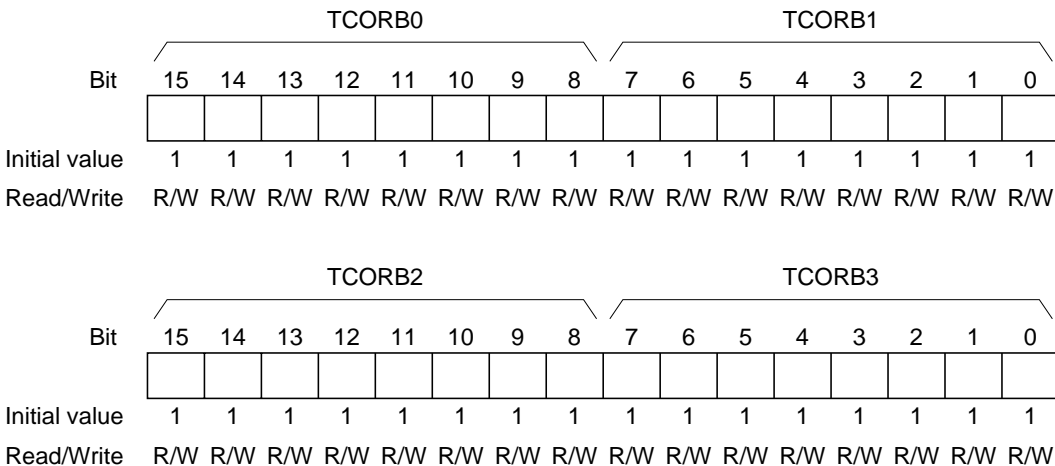 TCORB0 TCORB1
Bit 15 14 13 12 11 10 9 8 7 6 5 4 3 2 1 0
Initial value 1 1 1 1 1 1 1 1 1 1 1 1 1 1 1 1
Read/Write R/W R/W R/W R/W R/W R/W R/W R/W R/W R/W R/W R/W R/W R/W R/W R/W
TCORB2 TCORB3
Bit 15 14 13 12 11 10 9 8 7 6 5 4 3 2 1 0
Initial value 1 1 1 1 1 1 1 1 1 1 1 1 1 1 1 1
Read/Write R/W R/W R/W R/W R/W R/W R/W R/W R/W R/W R/W R/W R/W R/W R/W R/W